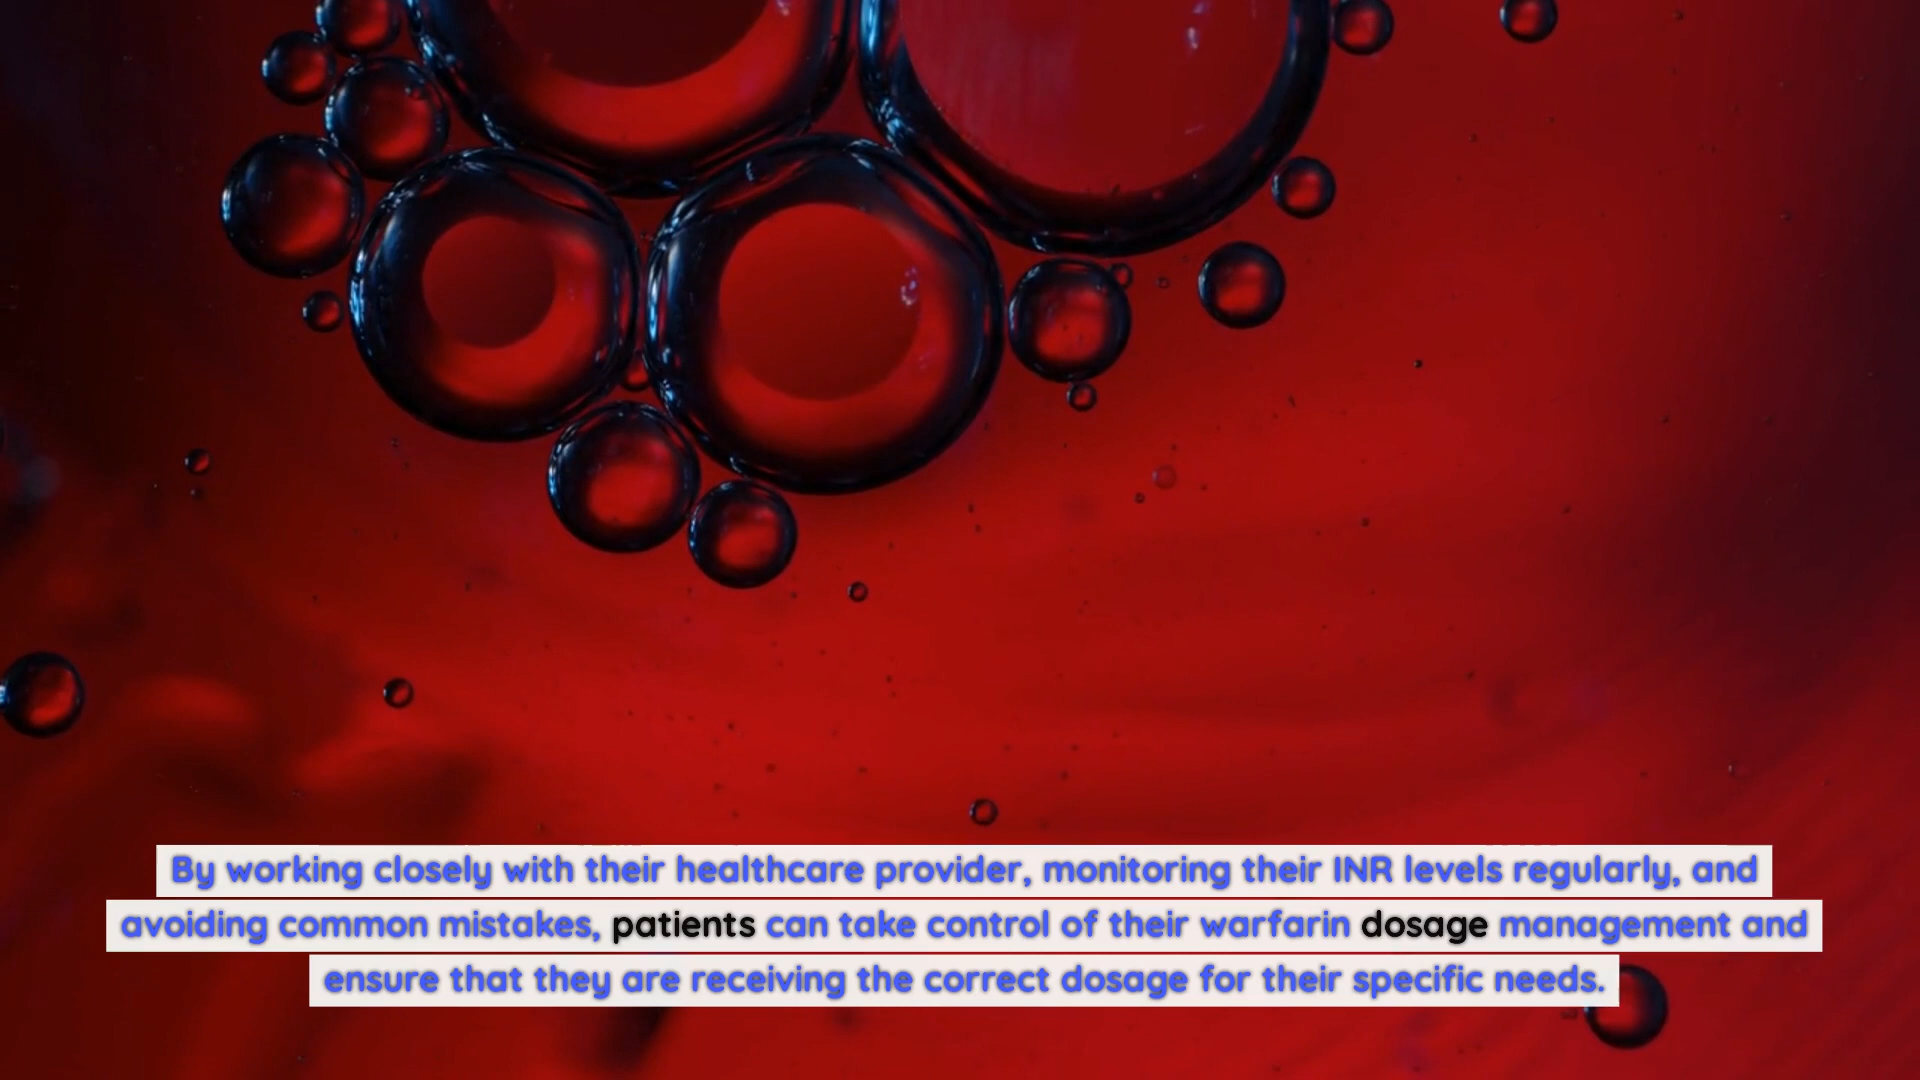 By working closely with their healthcare provider, monitoring their INR levels regularly, and
avoiding common mistakes, patients can take control of their warfarin dosage management and
ensure that they are receiving the correct dosage for their specific needs.